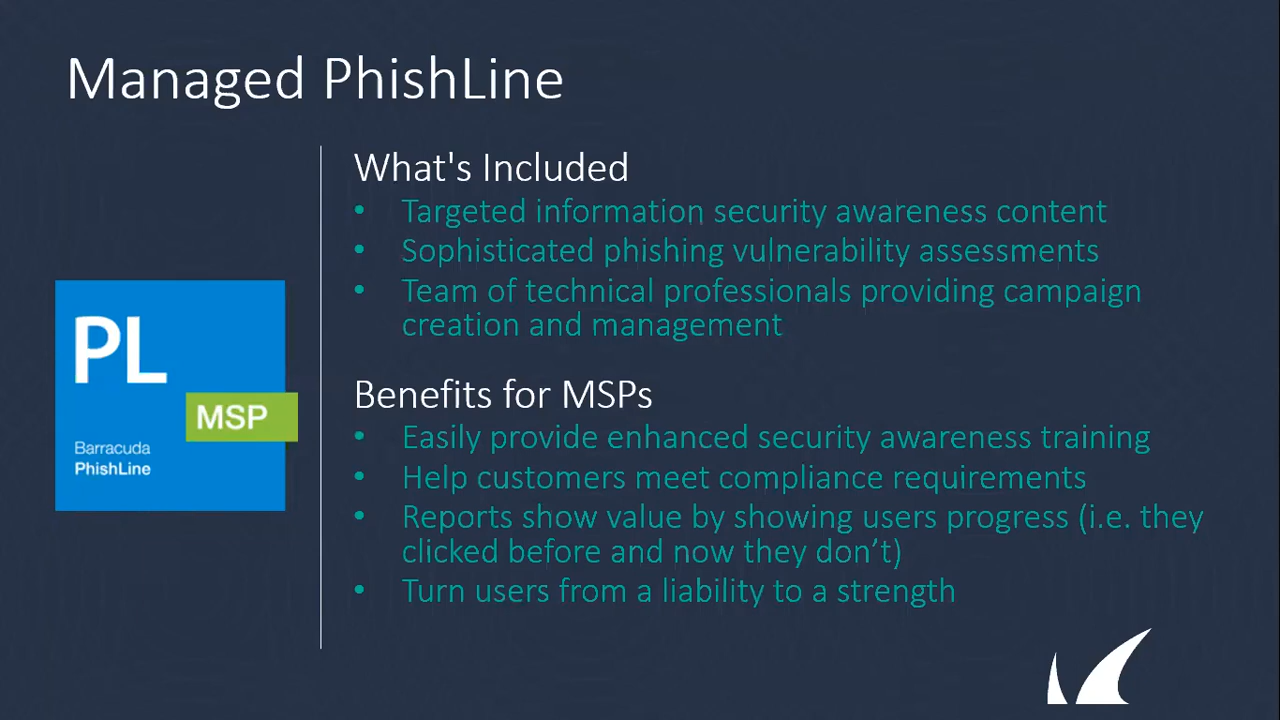 Managed PhishLine
What's Included
• Targeted information security awareness content
• Sophisticated phishing vulnerability assessments
• Team of technical professionals providing campaign
creation and management
PL
MSP
Barracuda
PhishLine
Benefits for MSPs
• Easily provide enhanced security awareness training
• Help customers meet compliance requirements
• Reports show value by showing users progress (i.e. they
clicked before and now they don’t)
• Turn users from a liability to a strength